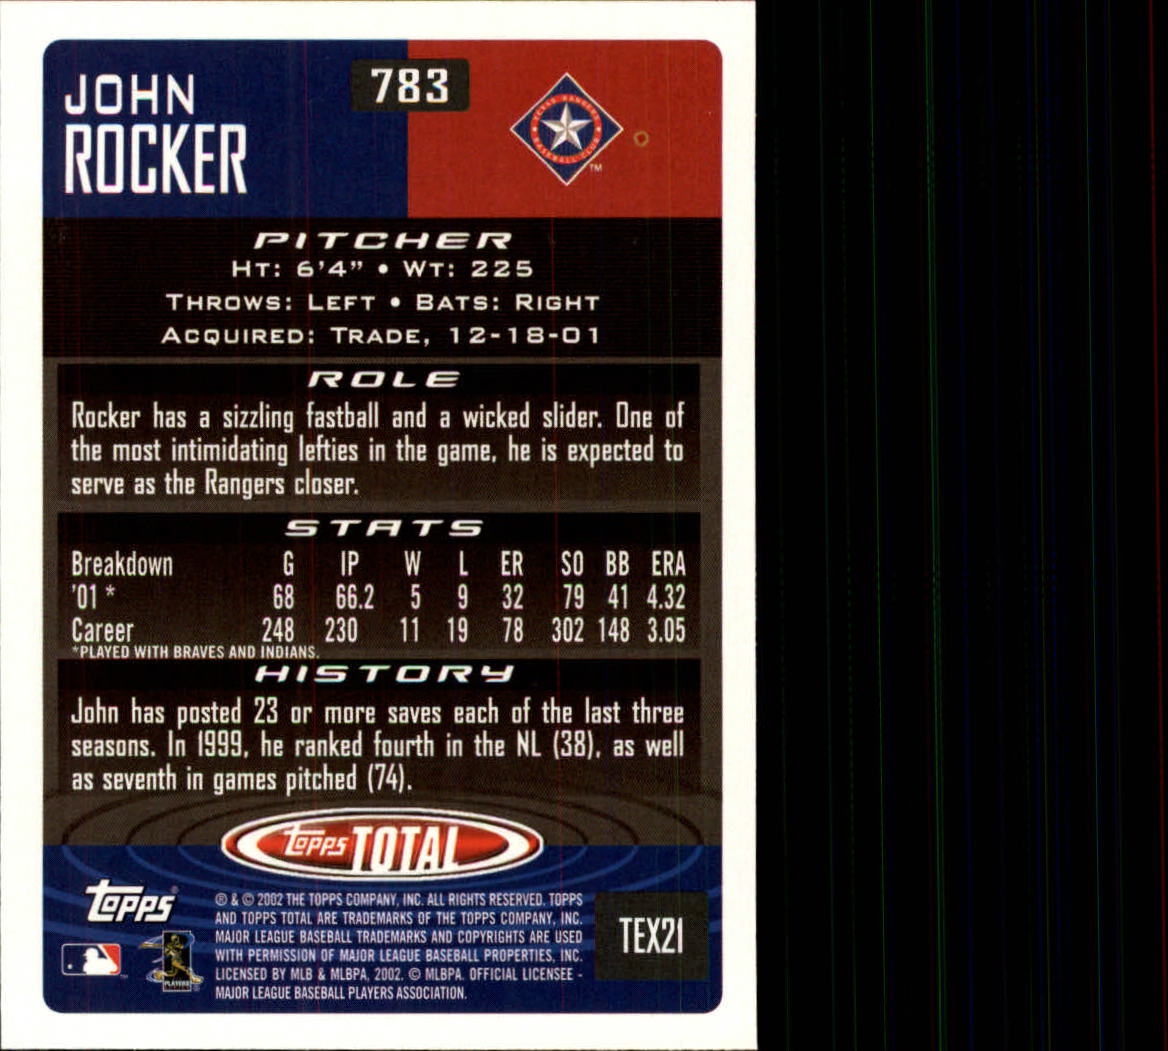 JOHN
ROCKER
783
TEXAS RANGERS
BASEBALL CLUB
TM
PITCHER
HT: 6'4" • WT: 225
THROWS: LEFT • BATS: RIGHT
ACQUIRED: TRADE, 12-18-01
ROLE
Rocker has a sizzling fastball and a wicked slider. One of
the most intimidating lefties in the game, he is expected to
serve as the Rangers closer.
STATS
Breakdown G IP W L ER SO BB ERA
'01 * 68 66.2 5 9 32 79 41 4.32
Career 248 230 11 19 78 302 148 3.05
*PLAYED WITH BRAVES AND INDIANS.
HISTORY
John has posted 23 or more saves each of the last three
seasons. In 1999, he ranked fourth in the NL (38), as well
as seventh in games pitched (74).
topps TOTAL
topps®
® & © 2002 THE TOPPS COMPANY, INC. ALL RIGHTS RESERVED. TOPPS
AND TOPPS TOTAL ARE TRADEMARKS OF THE TOPPS COMPANY, INC.
MAJOR LEAGUE BASEBALL TRADEMARKS AND COPYRIGHTS ARE USED
WITH PERMISSION OF MAJOR LEAGUE BASEBALL PROPERTIES, INC.
LICENSED BY MLB & MLBPA, 2002. © MLBPA. OFFICIAL LICENSEE -
MAJOR LEAGUE BASEBALL PLAYERS ASSOCIATION.
PLAYERS
TEX21